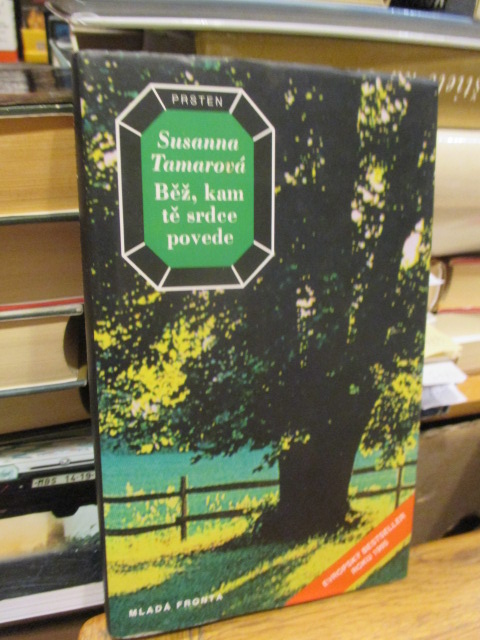 PRSTEN
Susanna
Tamarová
Běž, kam
tě srdce
povede
EVROPSKÝ BESTSELLER
ROKU 1995
MLADÁ FRONTA